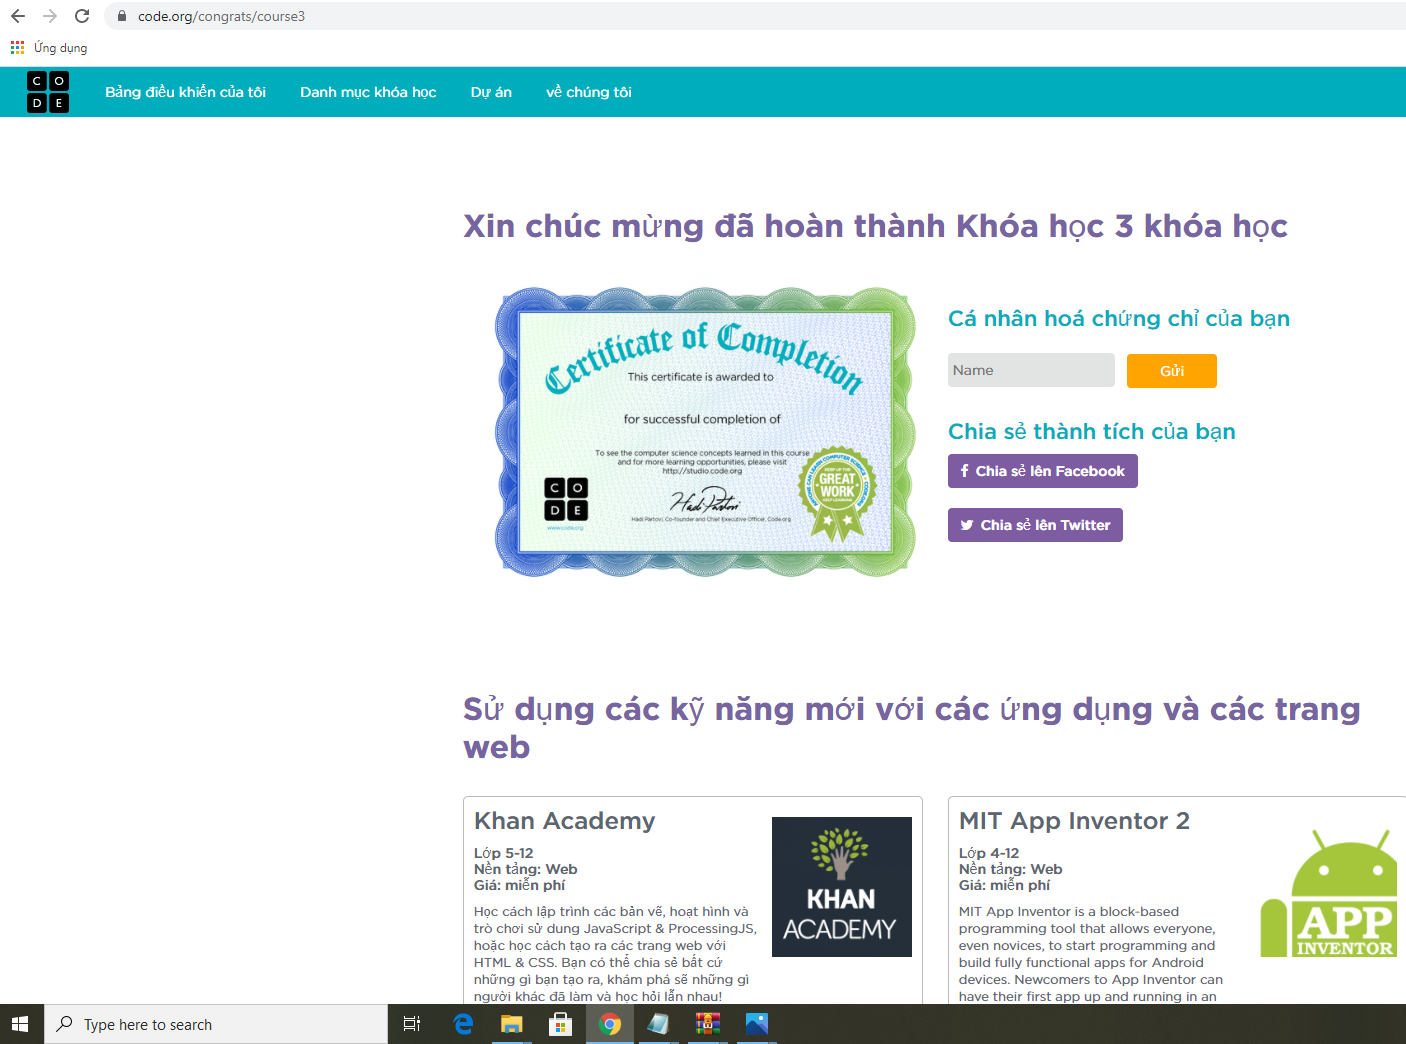 code.org/congrats/course3
Ứng dụng
C O
D E
Bảng điều khiển của tôi Danh mục khóa học Dự án về chúng tôi
Xin chúc mừng đã hoàn thành Khóa học 3 khóa học
Certificate of Completion
This certificate is awarded to
for successful completion of
To see the computer science concepts learned in this course
and for more learning opportunities, please visit
http://studio.code.org
C O
D E
www.code.org
Hadi Partovi
Hadi Partovi, Co-founder and Chief Executive Officer, Code.org
ANYONE CAN LEARN COMPUTER SCIENCE
KEEP UP THE
GREAT
WORK
Cá nhân hoá chứng chỉ của bạn
Name
Gửi
Chia sẻ thành tích của bạn
Chia sẻ lên Facebook
Chia sẻ lên Twitter
Sử dụng các kỹ năng mới với các ứng dụng và các trang
web
Khan Academy
Lớp 5-12
Nền tảng: Web
Giá: miễn phí
Học cách lập trình các bản vẽ, hoạt hình và
trò chơi sử dung JavaScript & ProcessingJS,
hoặc học cách tạo ra các trang web với
HTML & CSS. Bạn có thể chia sẻ bất cứ
những gì bạn tạo ra, khám phá sẽ những gì
người khác đã làm và học hỏi lẫn nhau!
KHAN
ACADEMY
MIT App Inventor 2
Lớp 4-12
Nền tảng: Web
Giá: miễn phí
MIT App Inventor is a block-based
programming tool that allows everyone,
even novices, to start programming and
build fully functional apps for Android
devices. Newcomers to App Inventor can
have their first app up and running in an
APP
INVENTOR
Type here to search